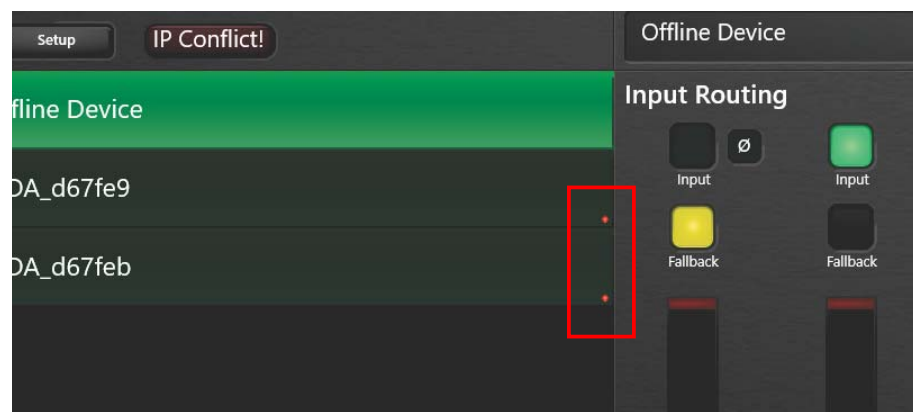 Setup
IP Conflict!
Offline Device
fline Device
DA_d67fe9
DA_d67feb
Input Routing
Ø
Input
Input
Fallback
Fallback